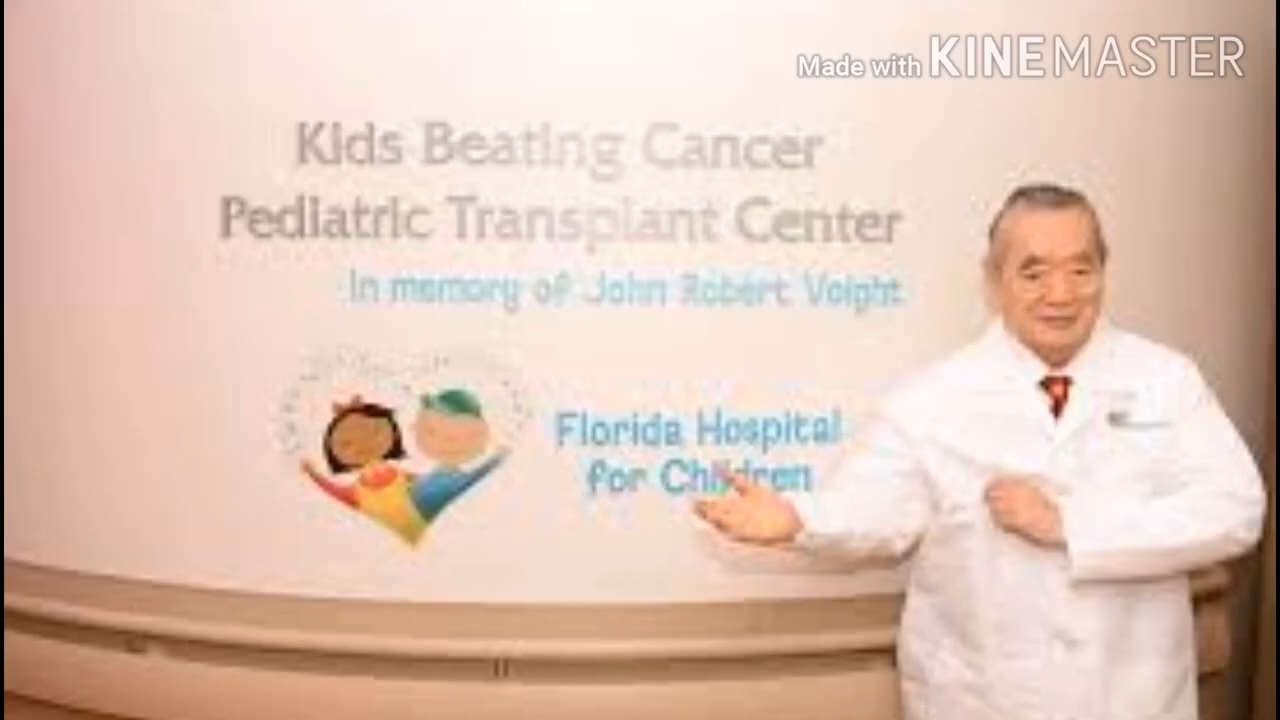 Made with KINEMASTER
Kids Beating Cancer
Pediatric Transplant Center
In memory of John Robert Voight
Florida Hospital
for Children